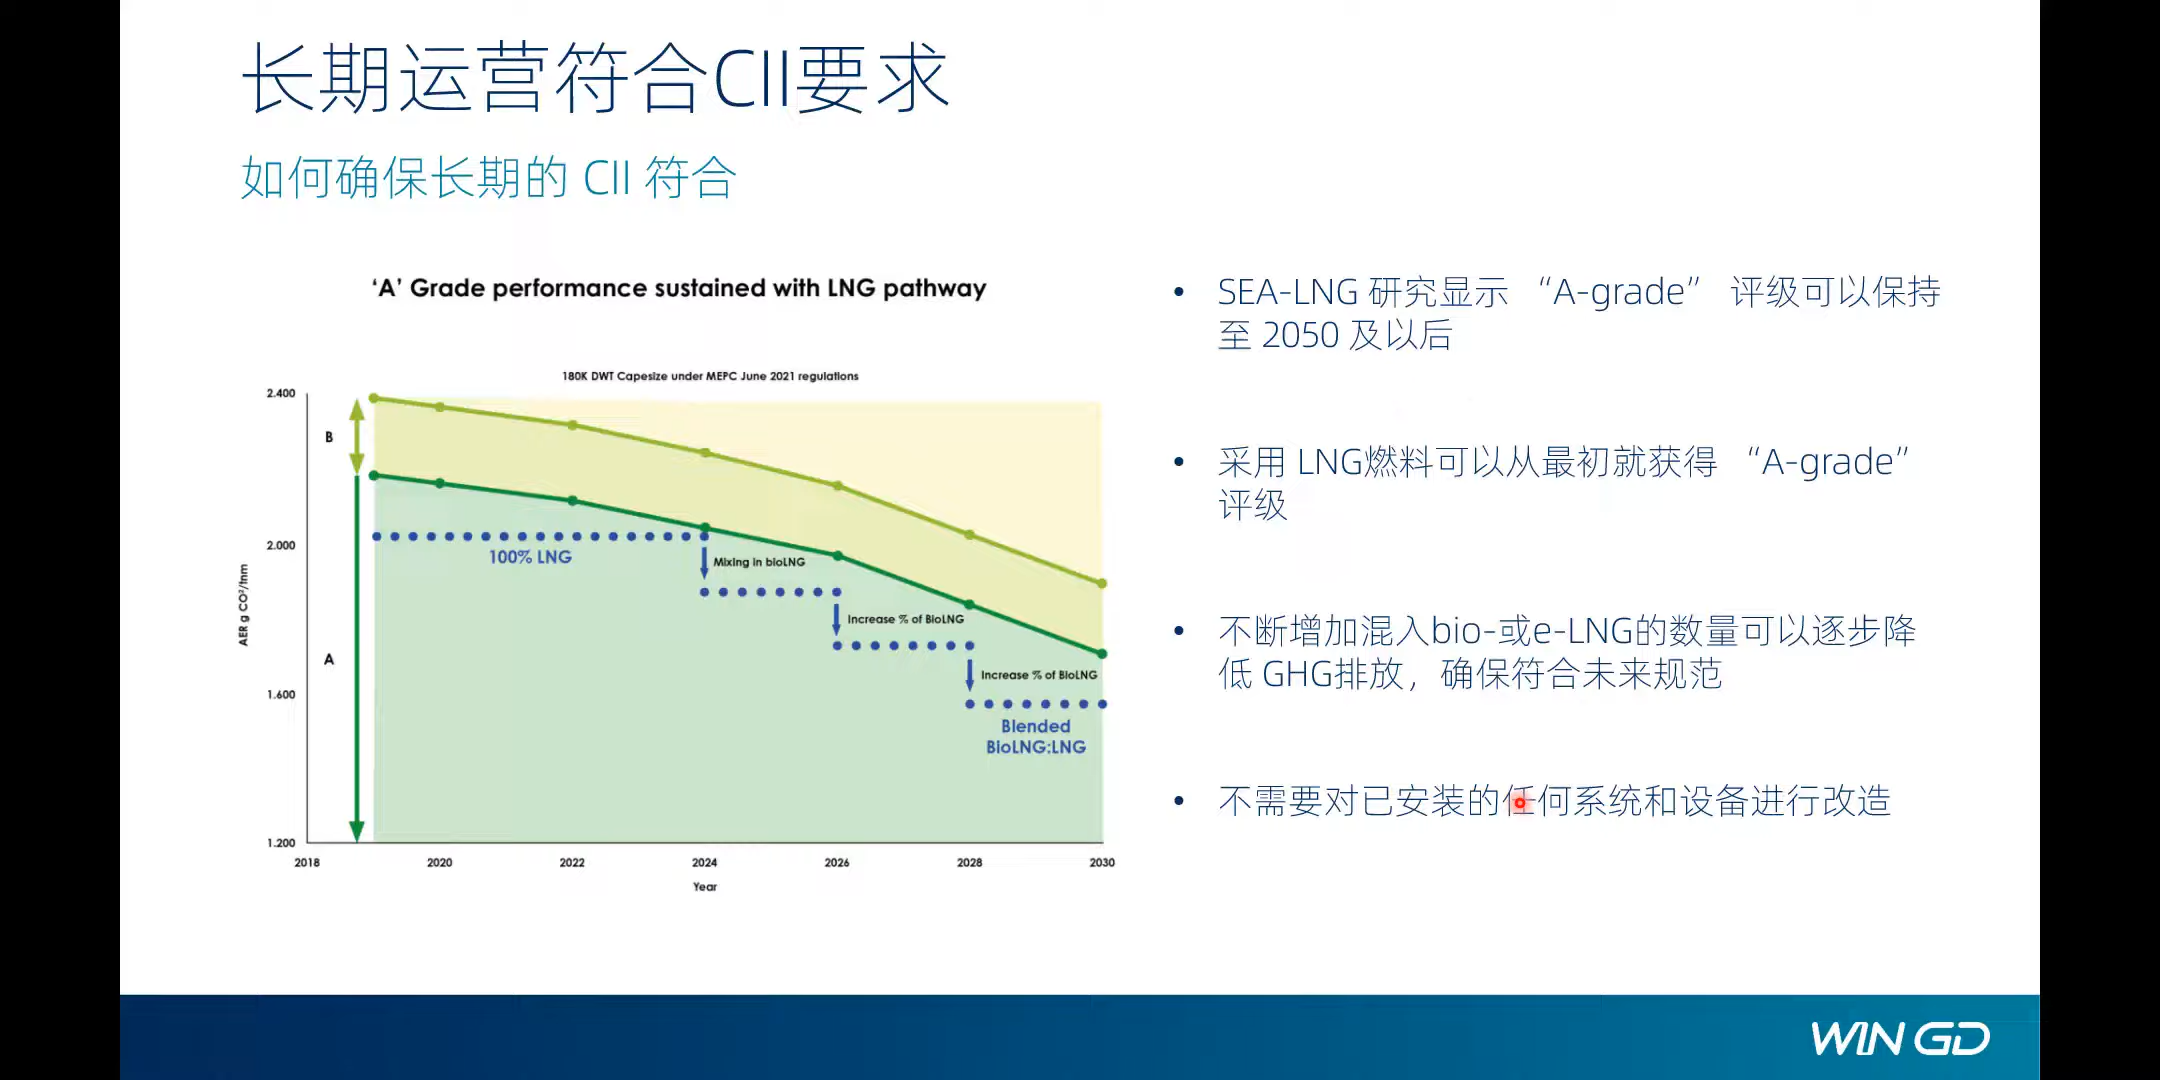 长期运营符合CII要求
如何确保长期的 CII 符合
‘A’ Grade performance sustained with LNG pathway
180K DWT Capesize under MEPC June 2021 regulations
2.400
B
2.000
100% LNG
Mixing in bioLNG
Increase % of BioLNG
AER g CO²/tnm
A
Increase % of BioLNG
1.600
Blended
BioLNG:LNG
1.200
2018
2020
2022
2024
2026
2028
2030
Year
• SEA-LNG 研究显示 “A-grade” 评级可以保持
至 2050 及以后
• 采用 LNG燃料可以从最初就获得 “A-grade”
评级
• 不断增加混入bio-或e-LNG的数量可以逐步降
低 GHG排放，确保符合未来规范
• 不需要对已安装的任何系统和设备进行改造
WIN GD